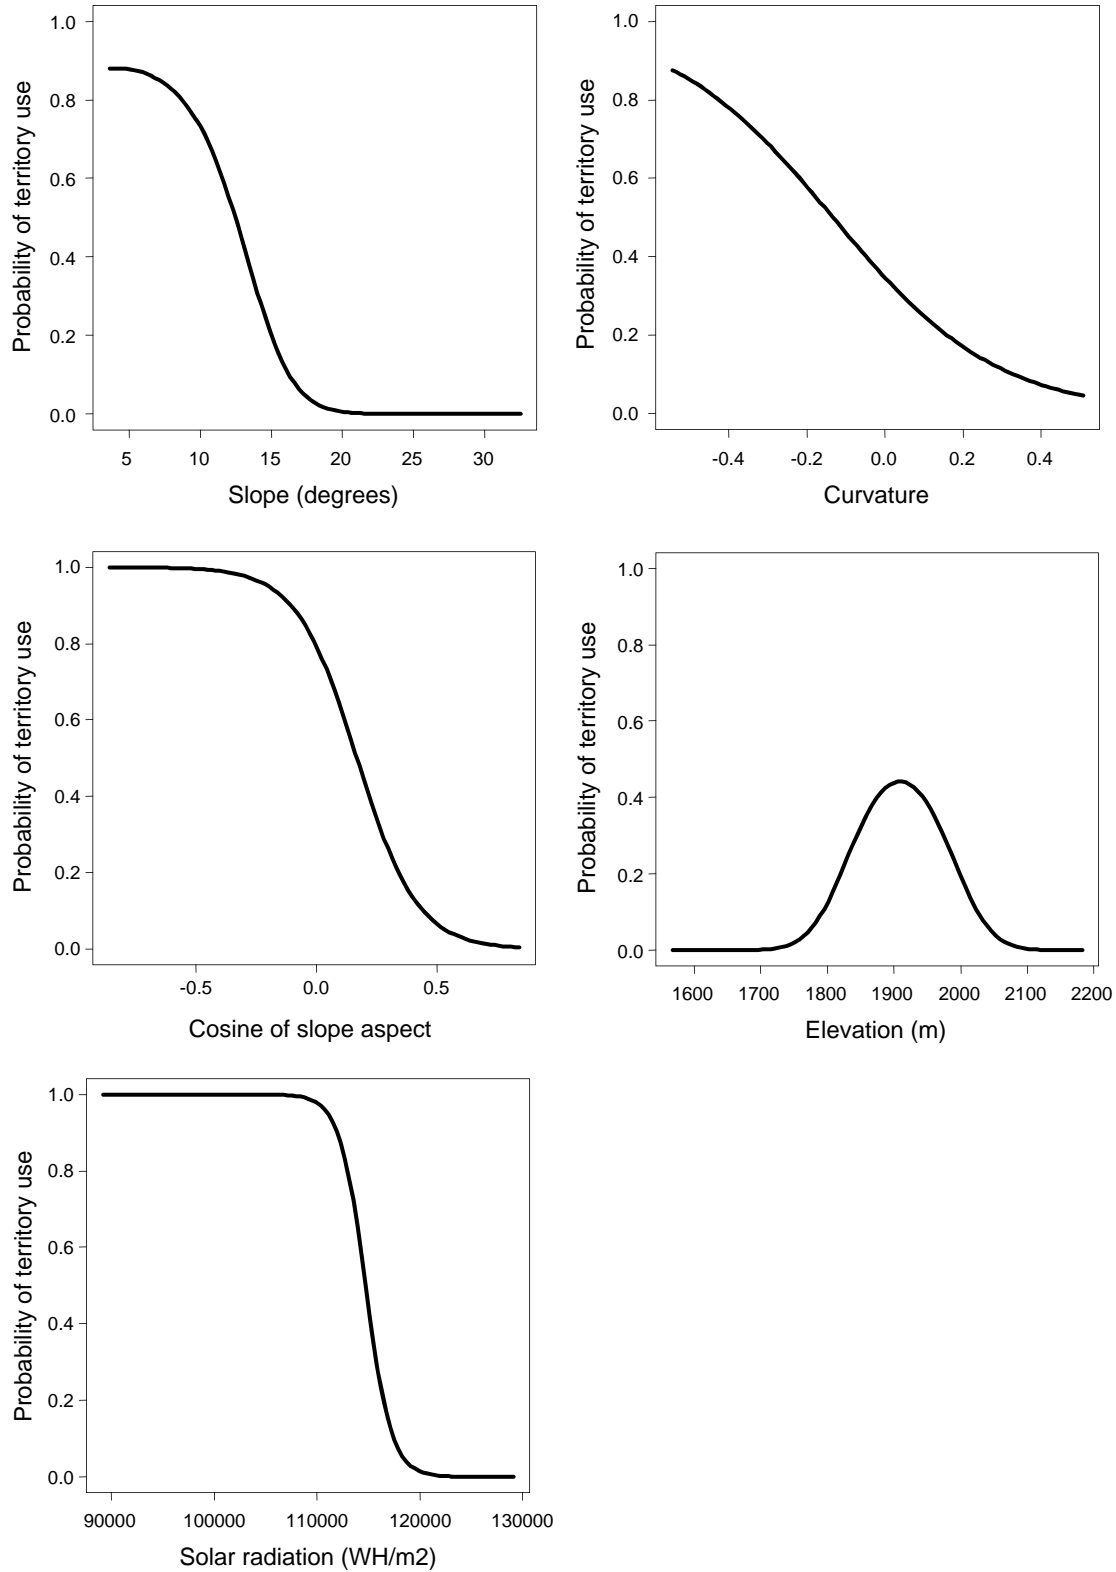 Probability of territory use
1.0
0.8
0.6
0.4
0.2
0.0
5 10 15 20 25 30
Slope (degrees)
Probability of territory use
1.0
0.8
0.6
0.4
0.2
0.0
-0.4 -0.2 0.0 0.2 0.4
Curvature
Probability of territory use
1.0
0.8
0.6
0.4
0.2
0.0
-0.5 0.0 0.5
Cosine of slope aspect
Probability of territory use
1.0
0.8
0.6
0.4
0.2
0.0
1600 1700 1800 1900 2000 2100 2200
Elevation (m)
Probability of territory use
1.0
0.8
0.6
0.4
0.2
0.0
90000 100000 110000 120000 130000
Solar radiation (WH/m2)